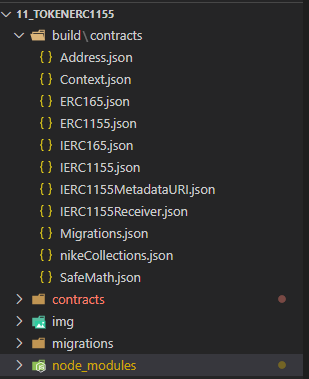 11_TOKENERC1155
build\contracts
{ } Address.json
{ } Context.json
{ } ERC165.json
{ } ERC1155.json
{ } IERC165.json
{ } IERC1155.json
{ } IERC1155MetadataURI.json
{ } IERC1155Receiver.json
{ } Migrations.json
{ } nikeCollections.json
{ } SafeMath.json
contracts
img
migrations
node_modules